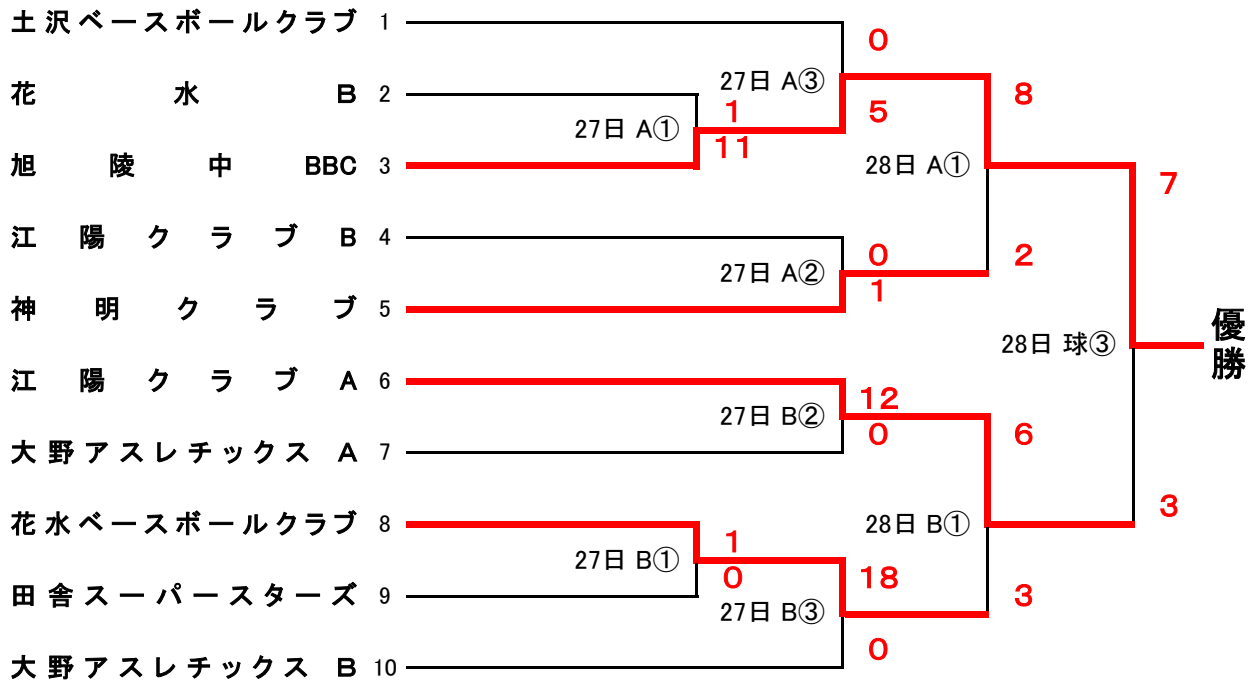 土沢ベースボールクラブ 1
0
27日 A③
8
花水B 2
1
5
27日 A①
11
旭陵中BBC 3
28日 A①
7
江陽クラブB 4
0
2
27日 A②
1
神明クラブ 5
優勝
28日 球③
江陽クラブA 6
12
27日 B②
0
6
大野アスレチックス A 7
3
花水ベースボールクラブ 8
28日 B①
1
27日 B①
0
18
田舎スーパースターズ 9
3
27日 B③
0
大野アスレチックス B 10